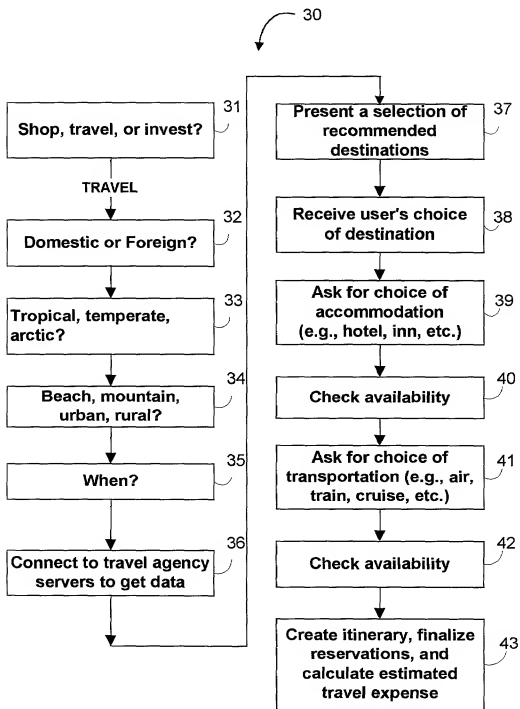 30
31
Shop, travel, or invest?
TRAVEL
32
Domestic or Foreign?
33
Tropical, temperate,
arctic?
34
Beach, mountain,
urban, rural?
35
When?
36
Connect to travel agency
servers to get data
37
Present a selection of
recommended
destinations
38
Receive user's choice
of destination
39
Ask for choice of
accommodation
(e.g., hotel, inn, etc.)
40
Check availability
41
Ask for choice of
transportation (e.g., air,
train, cruise, etc.)
42
Check availability
43
Create itinerary, finalize
reservations, and
calculate estimated
travel expense